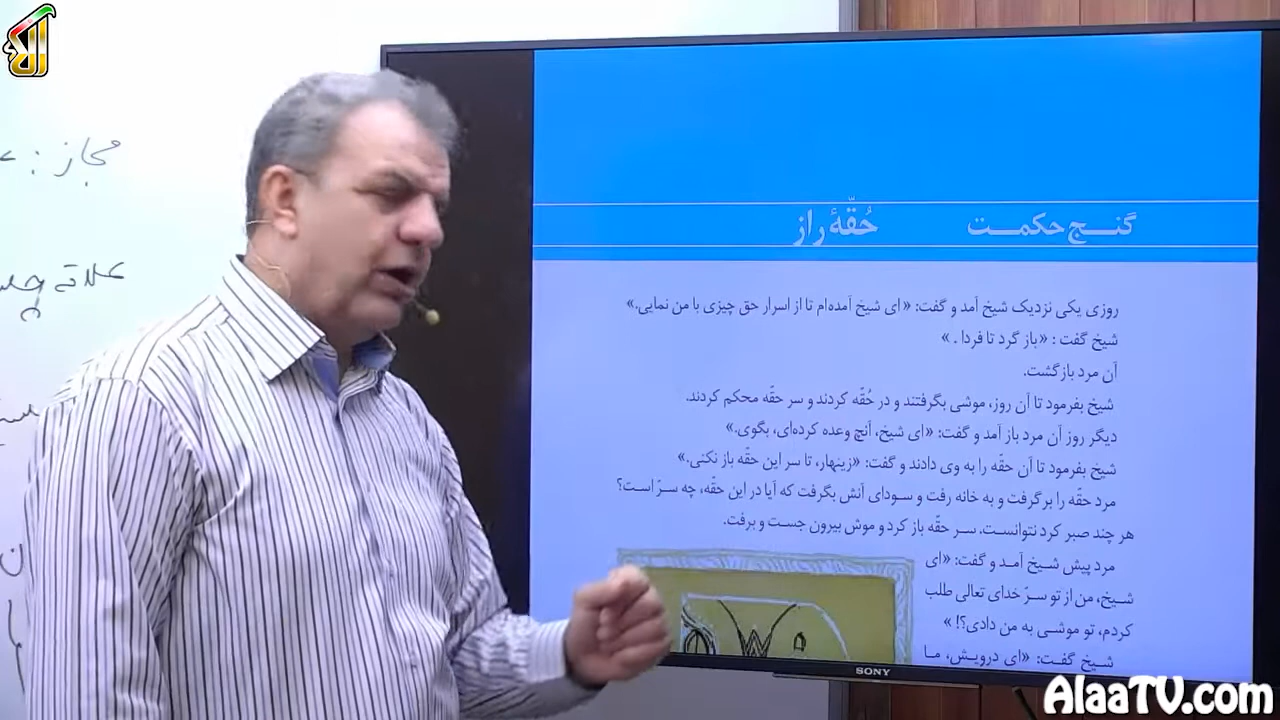 آلاء
مجاز :
علاقه
گنج حکمت حُقّهٔ راز
روزی یکی نزدیک شیخ آمد و گفت: «ای شیخ آمده‌ام تا از اسرار حق چیزی با من نمایی.»
شیخ گفت : «باز گرد تا فردا . »
آن مرد بازگشت.
شیخ بفرمود تا آن روز، موشی بگرفتند و در حُقّه کردند و سر حقّه محکم کردند.
دیگر روز آن مرد باز آمد و گفت: «ای شیخ، آنچ وعده کرده‌ای، بگوی.»
شیخ بفرمود تا آن حقّه را به وی دادند و گفت: «زینهار، تا سر این حقّه باز نکنی.»
مرد حقّه را برگرفت و به خانه رفت و سودای آنش بگرفت که آیا در این حقّه، چه سرّ است؟
هر چند صبر کرد نتوانست. سر حقّه باز کرد و موش بیرون جست و برفت.
مرد پیش شیخ آمد و گفت: «ای
شیخ، من از تو سرّ خدای تعالی طلب
کردم، تو موشی به من دادی؟! »
شیخ گفت: «ای درویش، ما
SONY
AlaaTV.com